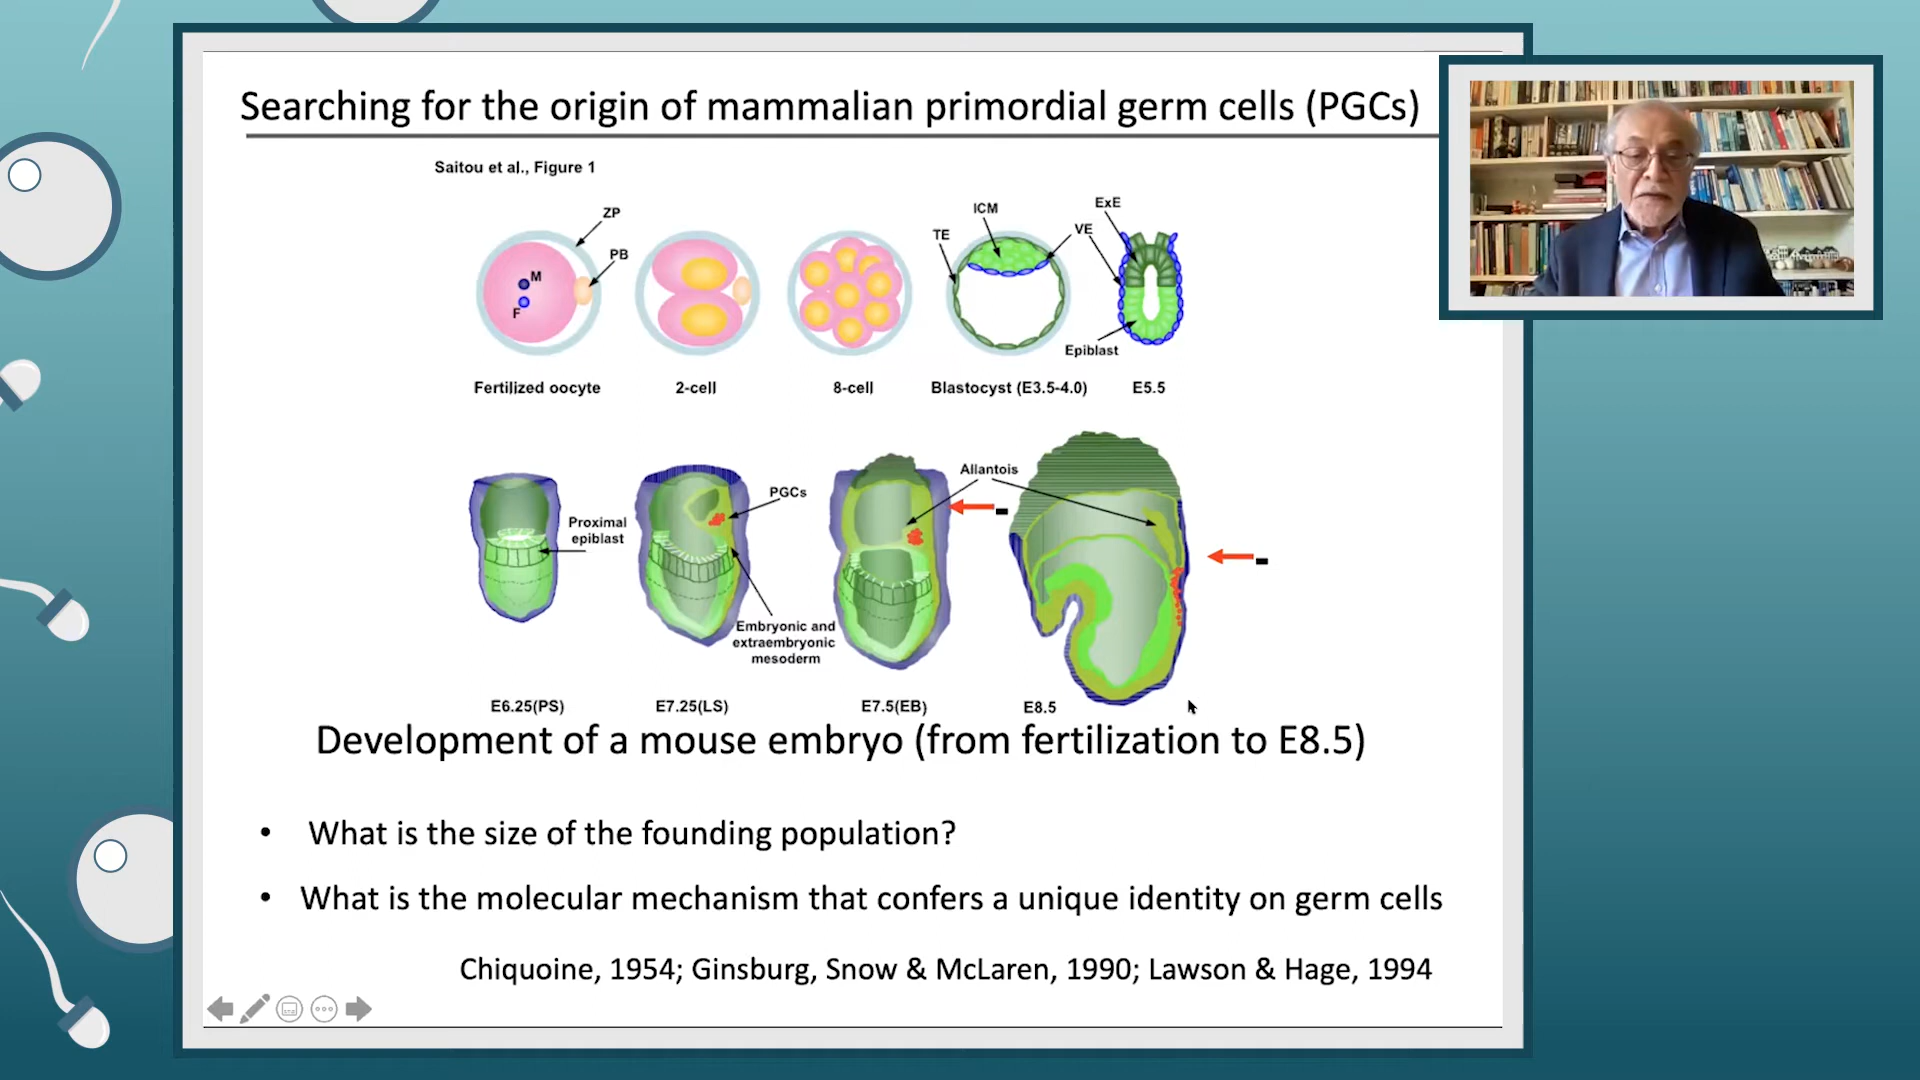 Searching for the origin of mammalian primordial germ cells (PGCs)
Saitou et al., Figure 1
ZP
PB
M
F
TE
ICM
VE
ExE
Epiblast
Fertilized oocyte
2-cell
8-cell
Blastocyst (E3.5-4.0)
E5.5
Proximal
epiblast
PGCs
Embryonic and
extraembryonic
mesoderm
Allantois
E6.25(PS)
E7.25(LS)
E7.5(EB)
E8.5
Development of a mouse embryo (from fertilization to E8.5)
• What is the size of the founding population?
• What is the molecular mechanism that confers a unique identity on germ cells
Chiquoine, 1954; Ginsburg, Snow & McLaren, 1990; Lawson & Hage, 1994